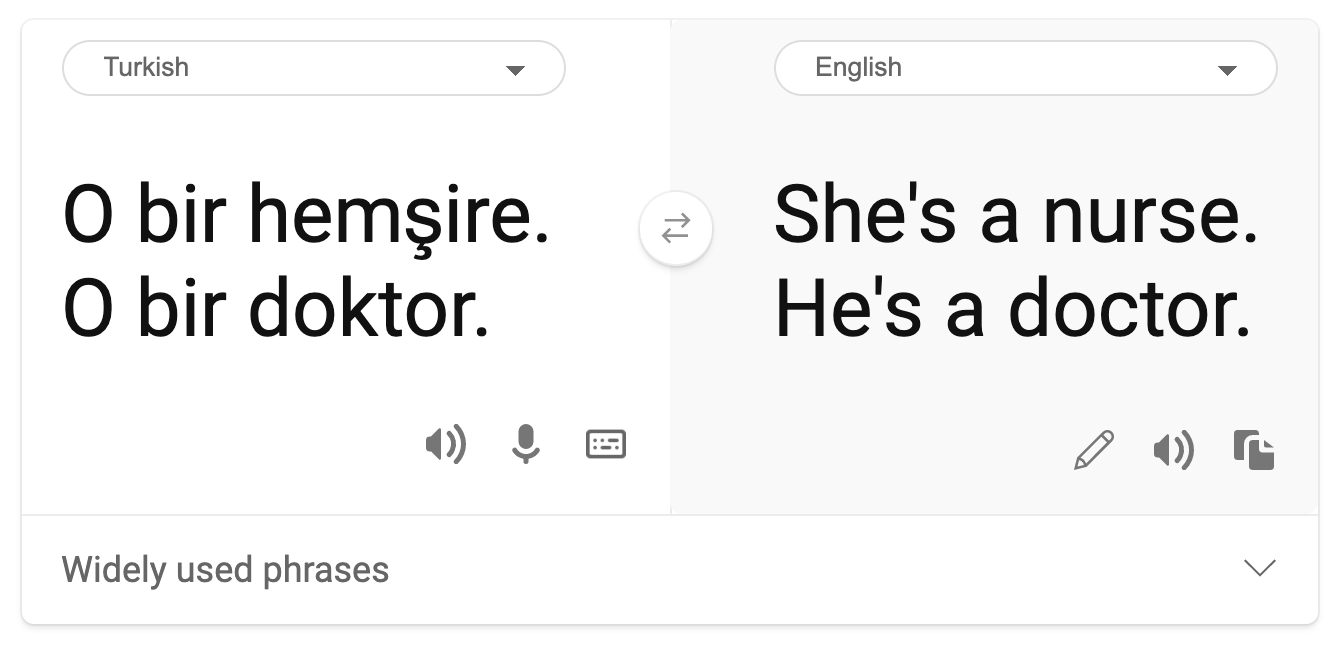 Turkish
English
O bir hemşire.
O bir doktor.
She's a nurse.
He's a doctor.
Widely used phrases